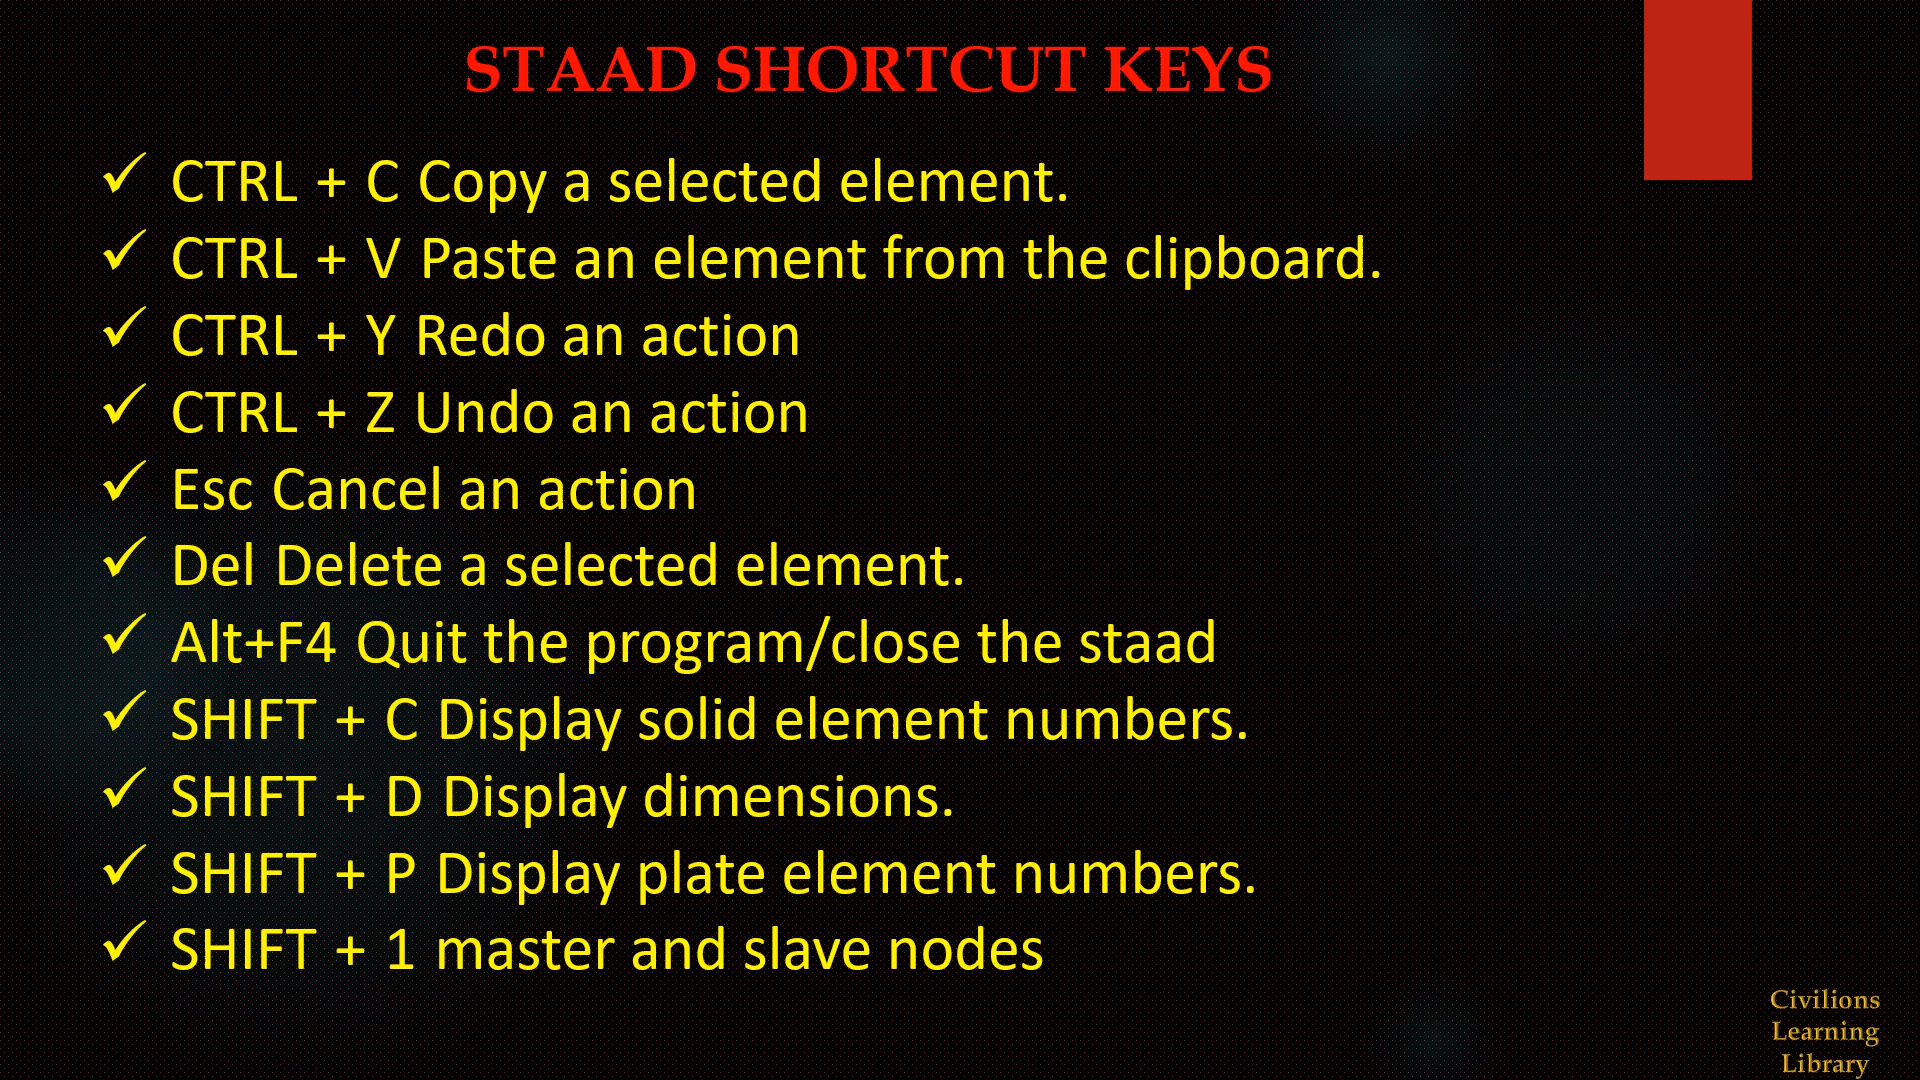 STAAD SHORTCUT KEYS
✓ CTRL + C Copy a selected element.
✓ CTRL + V Paste an element from the clipboard.
✓ CTRL + Y Redo an action
✓ CTRL + Z Undo an action
✓ Esc Cancel an action
✓ Del Delete a selected element.
✓ Alt+F4 Quit the program/close the staad
✓ SHIFT + C Display solid element numbers.
✓ SHIFT + D Display dimensions.
✓ SHIFT + P Display plate element numbers.
✓ SHIFT + 1 master and slave nodes
Civilions
Learning
Library